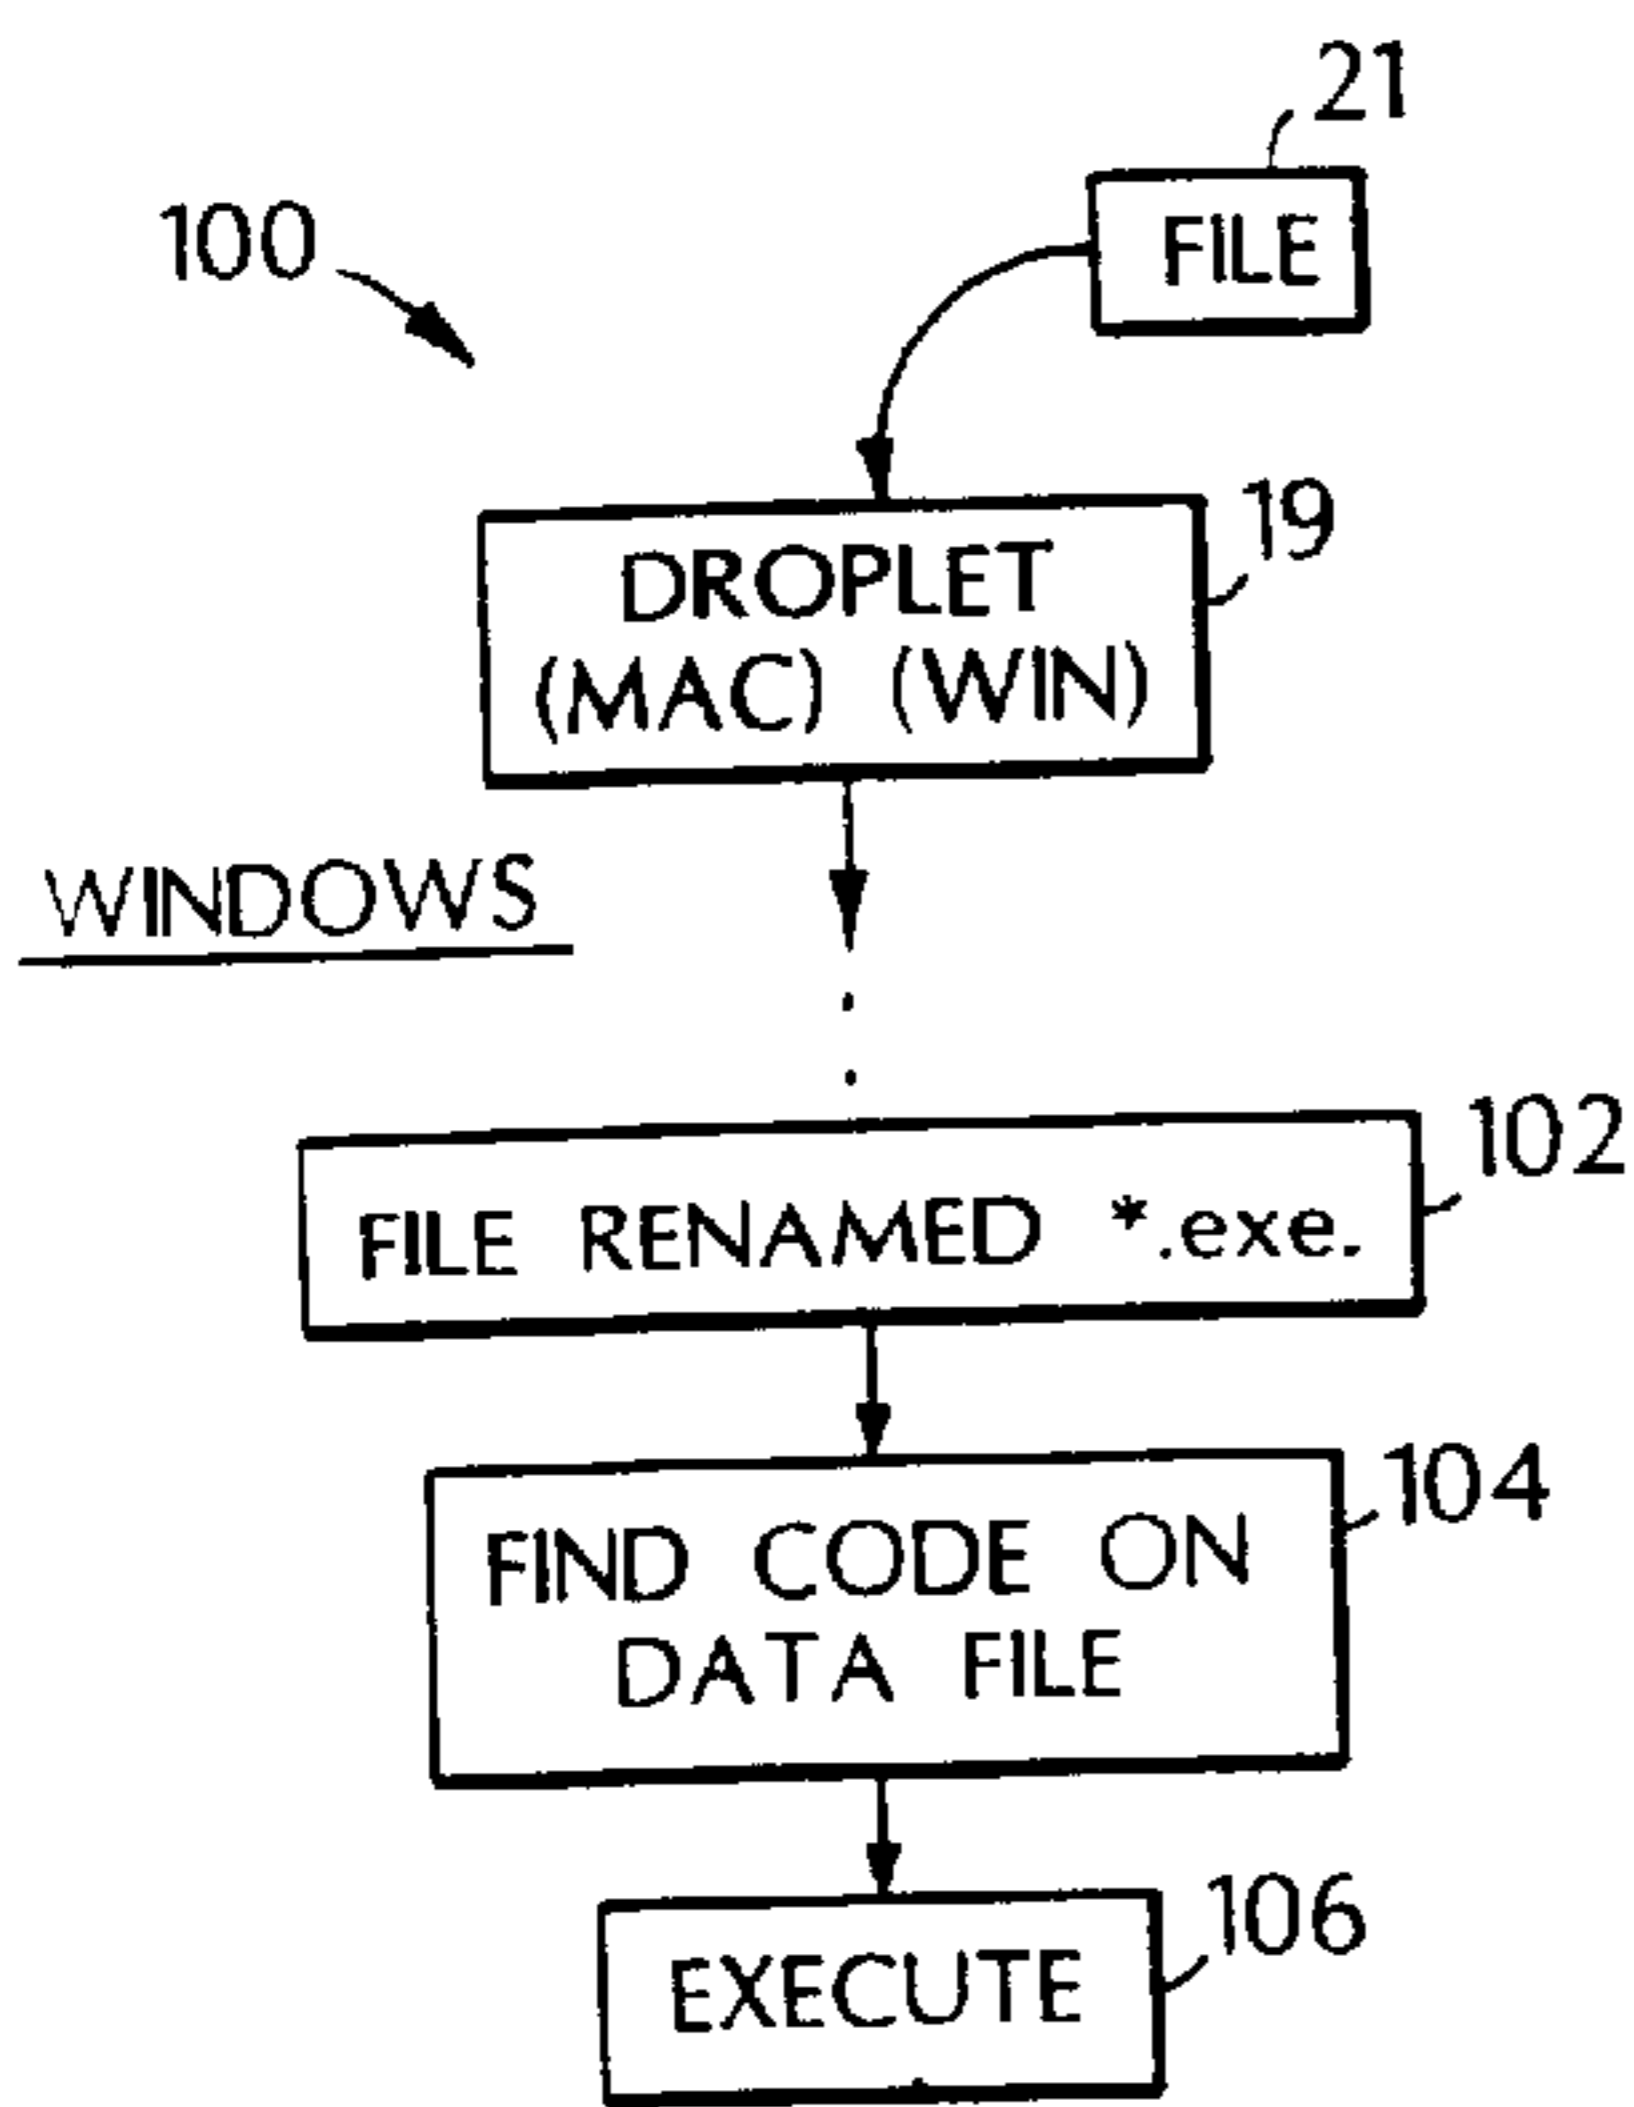 21
FILE
100
19
DROPLET
(MAC) (WIN)
WINDOWS
102
FILE RENAMED *.exe.
104
FIND CODE ON
DATA FILE
106
EXECUTE